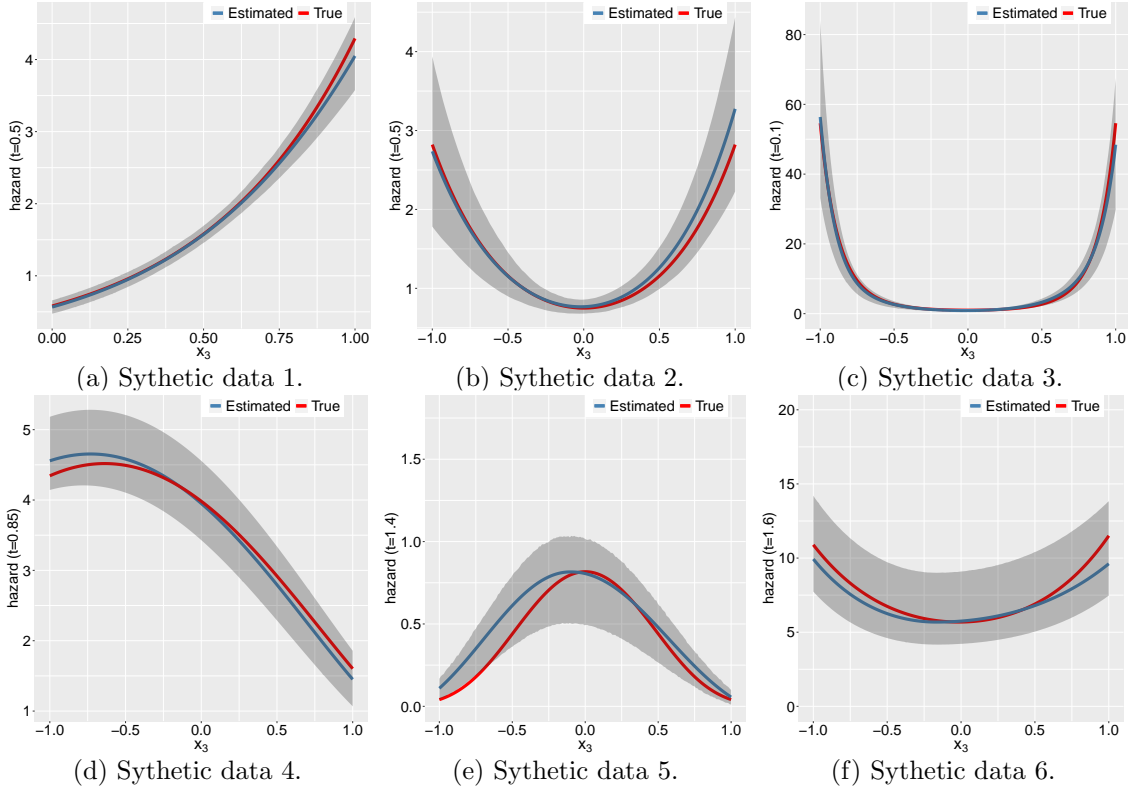 Estimated True
hazard (t=0.5)
4
3
2
1
0.00 0.25 0.50 0.75 1.00
x3
(a) Sythetic data 1.
Estimated True
hazard (t=0.5)
4
3
2
1
−1.0 −0.5 0.0 0.5 1.0
x3
(b) Sythetic data 2.
Estimated True
hazard (t=0.1)
80
60
40
20
0
−1.0 −0.5 0.0 0.5 1.0
x3
(c) Sythetic data 3.
Estimated True
hazard (t=0.85)
5
4
3
2
1
−1.0 −0.5 0.0 0.5 1.0
x3
(d) Sythetic data 4.
Estimated True
hazard (t=1.4)
1.5
1.0
0.5
0.0
−1.0 −0.5 0.0 0.5 1.0
x3
(e) Sythetic data 5.
Estimated True
hazard (t=1.6)
20
15
10
5
0
−1.0 −0.5 0.0 0.5 1.0
x3
(f) Sythetic data 6.